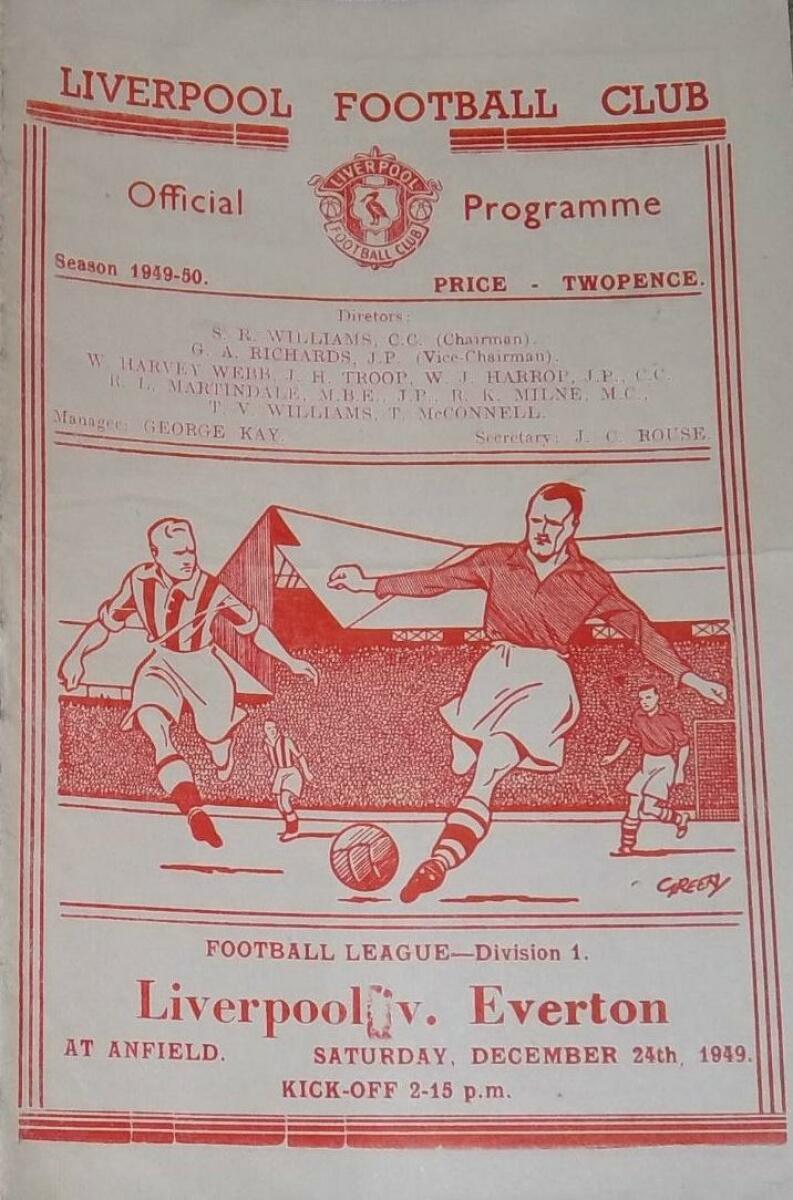 LIVERPOOL FOOTBALL CLUB
Official Programme
LIVERPOOL
FOOTBALL CLUB
Season 1949-50.
PRICE - TWOPENCE.
Diretors:
S. R. WILLIAMS, C.C. (Chairman).
G. A. RICHARDS, J.P. (Vice-Chairman).
W. HARVEY WEBB, J. H. TROOP, W. J. HARROP, J.P., C.C.
R. L. MARTINDALE, M.B.E., J.P., R. K. MILNE, M.C.,
T. V. WILLIAMS, T. McCONNELL.
Manager: GEORGE KAY. Secretary: J. C. ROUSE.
GREEN
FOOTBALL LEAGUE—Division 1.
Liverpool v. Everton
AT ANFIELD. SATURDAY, DECEMBER 24th, 1949.
KICK-OFF 2-15 p.m.